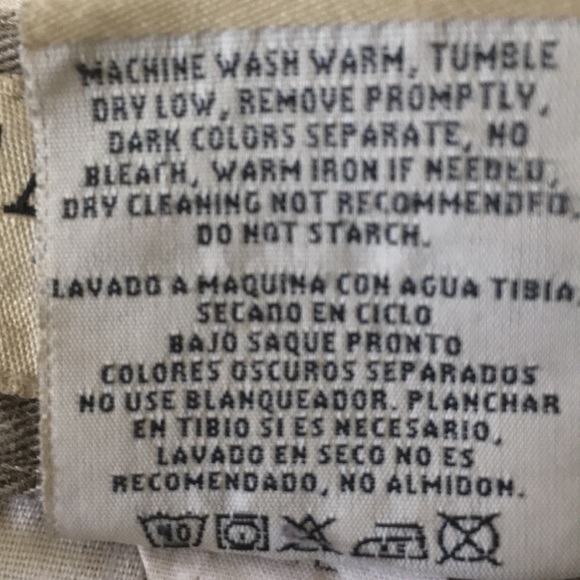 MACHINE WASH WARM, TUMBLE
DRY LOW, REMOVE PROMPTLY,
DARK COLORS SEPARATE, NO
BLEACH, WARM IRON IF NEEDED,
DRY CLEANING NOT RECOMMENDED,
DO NOT STARCH.
LAVADO A MAQUINA CON AGUA TIBIA
SECADO EN CICLO
BAJO SAQUE PRONTO
COLORES OSCUROS SEPARADOS
NO USE BLANQUEADOR. PLANCHAR
EN TIBIO SI ES NECESARIO,
LAVADO EN SECO NO ES
RECOMENDADO, NO ALMIDON.
40